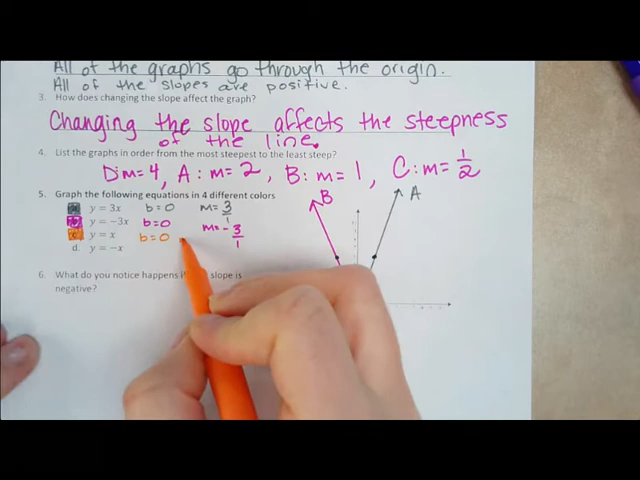 All of the graphs go through the origin.
All of the slopes are positive.
3. How does changing the slope affect the graph?
Changing the slope affects the steepness
of the line.
4. List the graphs in order from the most steepest to the least steep?
D: m=4, A: m=2, B: m=1, C: m=1/2
5. Graph the following equations in 4 different colors
y = 3x b=0 m=3/1
y = −3x b=0 m=-3/1
y = x b=0
d. y = −x
B
A
6. What do you notice happens slope is
negative?